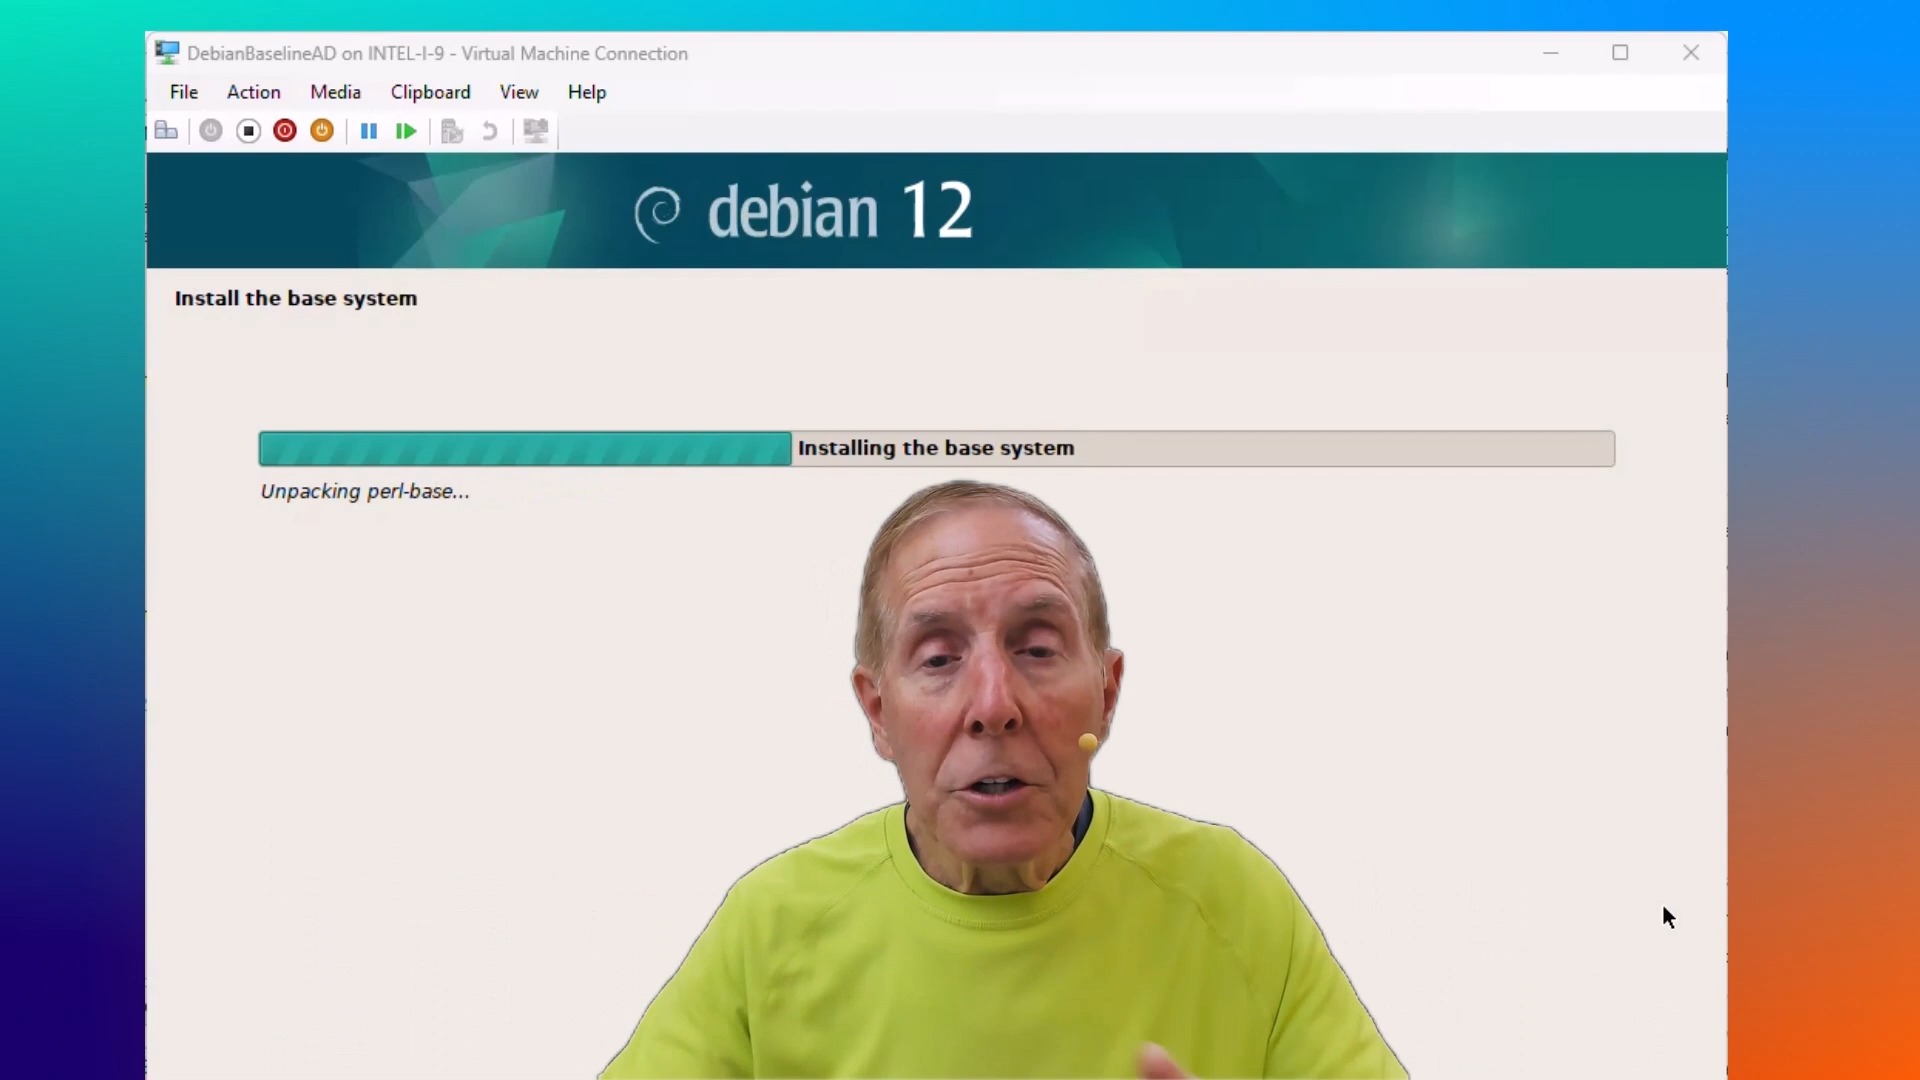 DebianBaselineAD on INTEL-I-9 - Virtual Machine Connection
File Action Media Clipboard View Help
debian 12
Install the base system
Installing the base system
Unpacking perl-base...